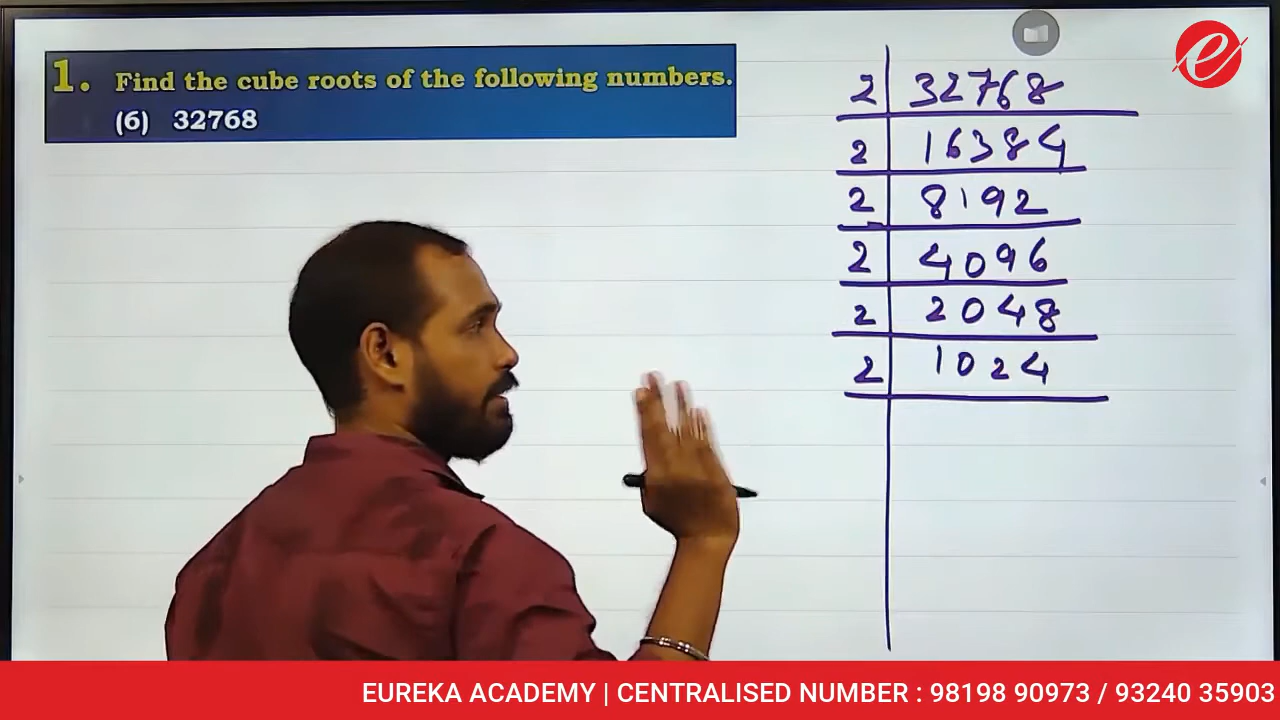 1. Find the cube roots of the following numbers.
(6) 32768
2 32768
2 16384
2 8192
2 4096
2 2048
2 1024
e
EUREKA ACADEMY | CENTRALISED NUMBER : 98198 90973 / 93240 35903